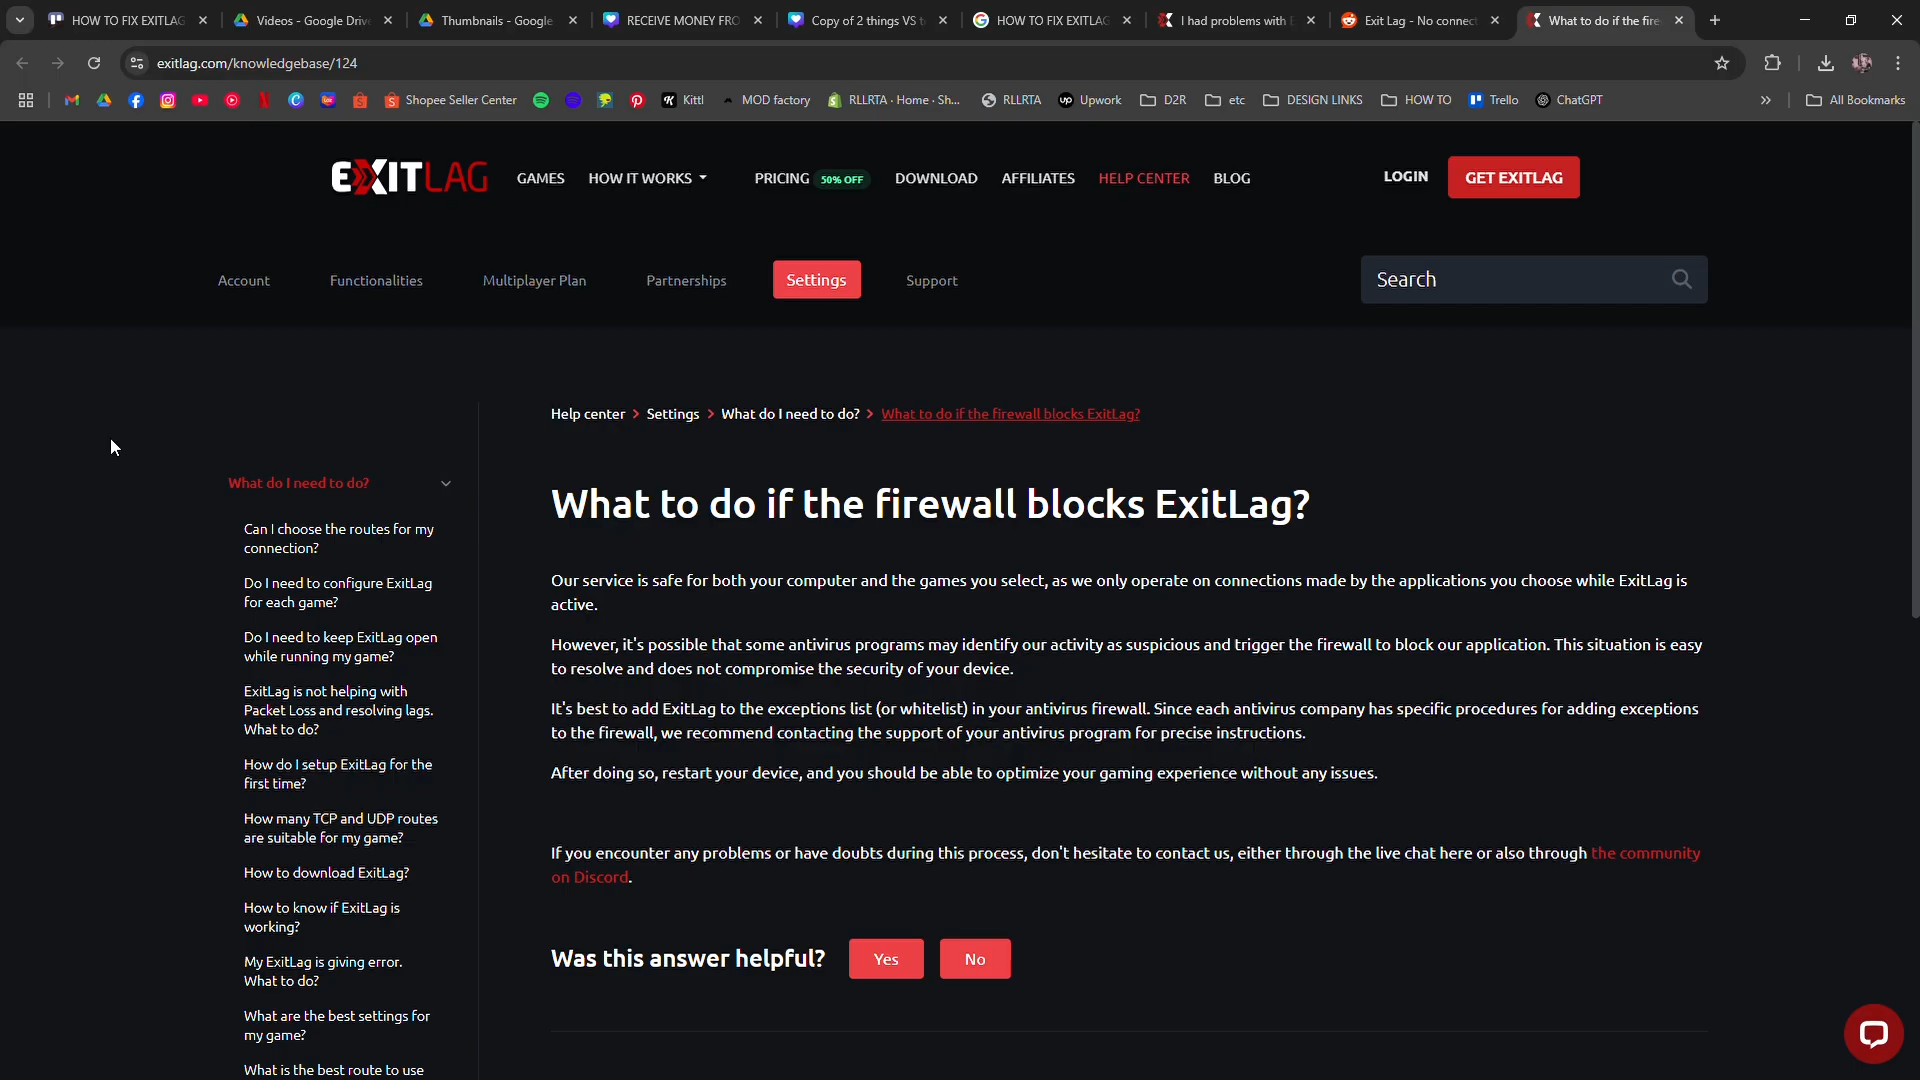 HOW TO FIX EXITLAG
Videos - Google Drive
Thumbnails - Google
RECEIVE MONEY FRO
Copy of 2 things VS t
HOW TO FIX EXITLAG
I had problems with E
Exit Lag - No connect
What to do if the fire
exitlag.com/knowledgebase/124
Shopee Seller Center
Kittl
MOD factory
RLLRTA - Home · Sh...
RLLRTA
Upwork
D2R
etc
DESIGN LINKS
HOW TO
Trello
ChatGPT
All Bookmarks
EXITLAG
GAMES
HOW IT WORKS
PRICING
50% OFF
DOWNLOAD
AFFILIATES
HELP CENTER
BLOG
LOGIN
GET EXITLAG
Account
Functionalities
Multiplayer Plan
Partnerships
Settings
Support
Search
Help center > Settings > What do I need to do? > What to do if the firewall blocks ExitLag?
What do I need to do?
Can I choose the routes for my
connection?
Do I need to configure ExitLag
for each game?
Do I need to keep ExitLag open
while running my game?
ExitLag is not helping with
Packet Loss and resolving lags.
What to do?
How do I setup ExitLag for the
first time?
How many TCP and UDP routes
are suitable for my game?
How to download ExitLag?
How to know if ExitLag is
working?
My ExitLag is giving error.
What to do?
What are the best settings for
my game?
What is the best route to use
What to do if the firewall blocks ExitLag?
Our service is safe for both your computer and the games you select, as we only operate on connections made by the applications you choose while ExitLag is
active.
However, it's possible that some antivirus programs may identify our activity as suspicious and trigger the firewall to block our application. This situation is easy
to resolve and does not compromise the security of your device.
It's best to add ExitLag to the exceptions list (or whitelist) in your antivirus firewall. Since each antivirus company has specific procedures for adding exceptions
to the firewall, we recommend contacting the support of your antivirus program for precise instructions.
After doing so, restart your device, and you should be able to optimize your gaming experience without any issues.
If you encounter any problems or have doubts during this process, don't hesitate to contact us, either through the live chat here or also through the community
on Discord.
Was this answer helpful?
Yes
No